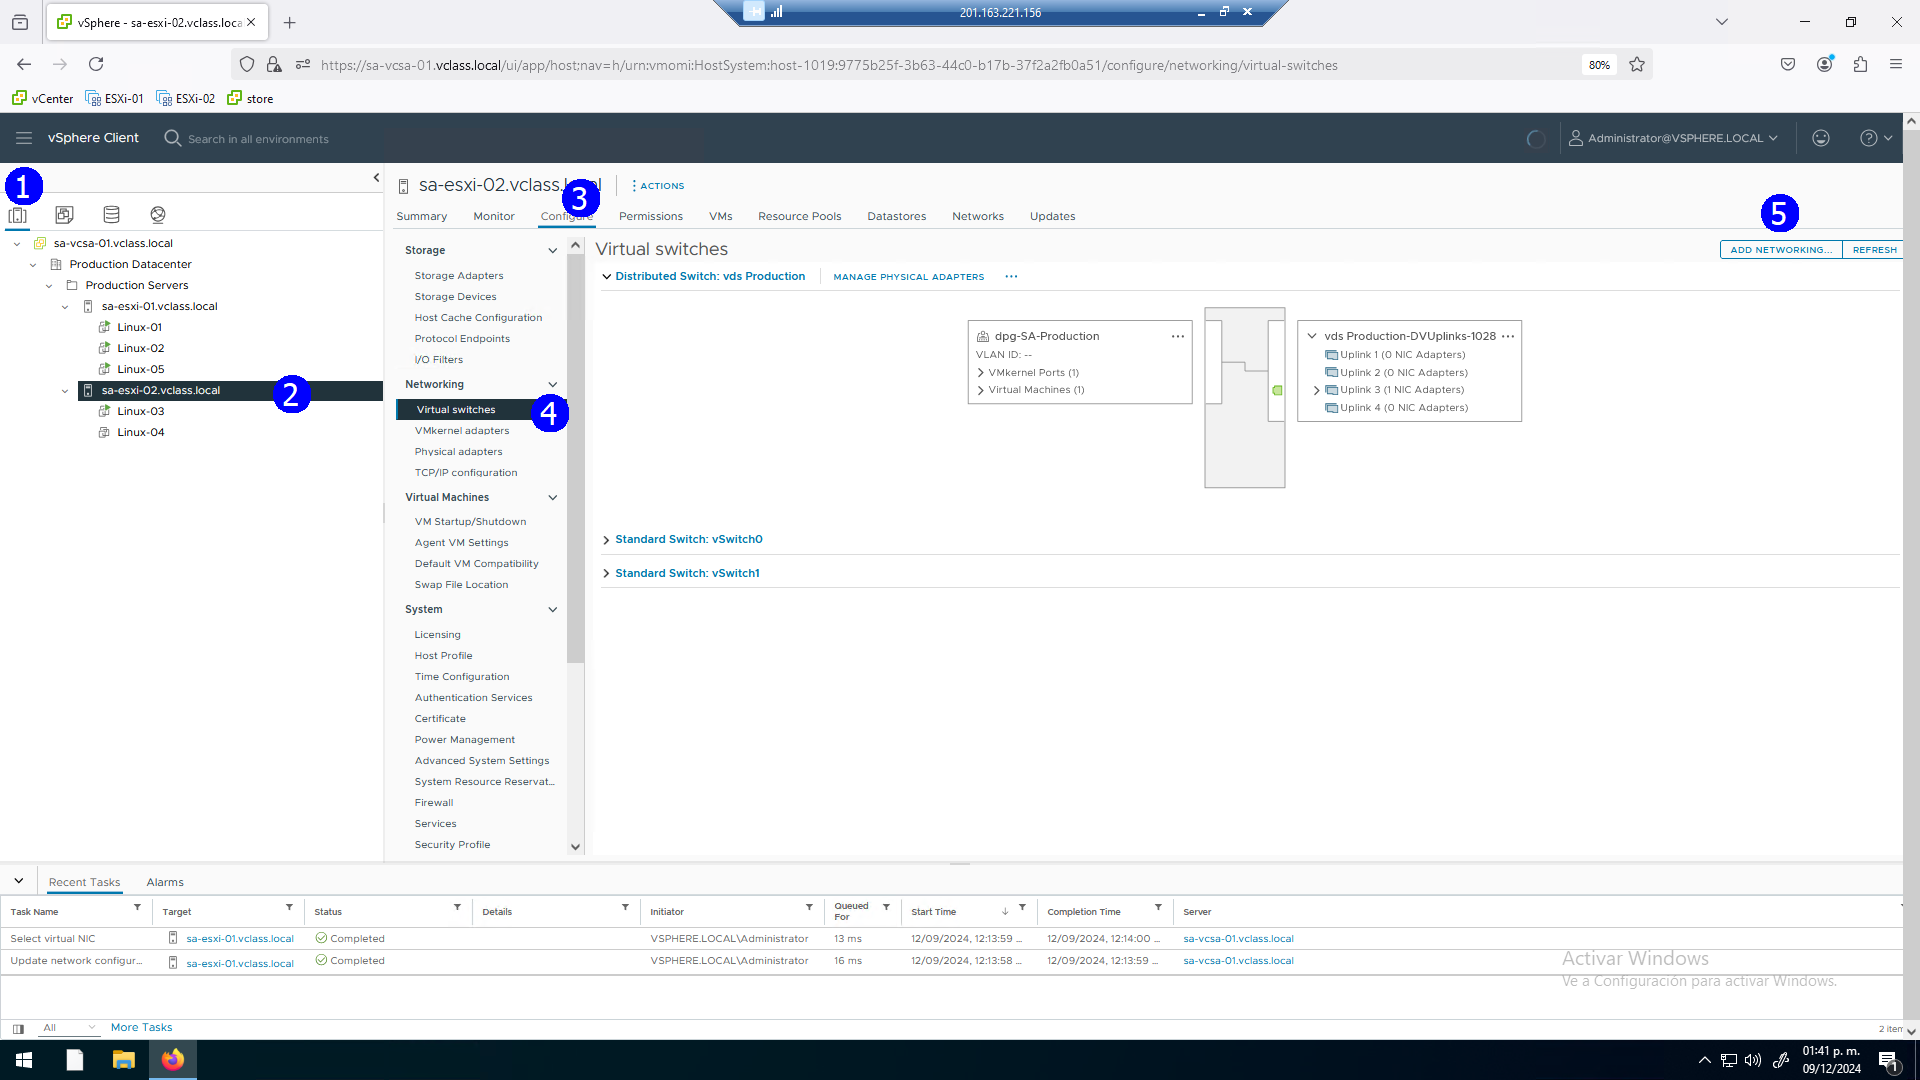 vSphere - sa-esxi-02.vclass.loca
201.163.221.156
https://sa-vcsa-01.vclass.local/ui/app/host;nav=h/urn:vmomi:HostSystem:host-1019:9775b25f-3b63-44c0-b17b-37f2a2fb0a51/configure/networking/virtual-switches
80%
vCenter ESXi-01 ESXi-02 store
vSphere Client
Search in all environments
Administrator@VSPHERE.LOCAL
1
sa-vcsa-01.vclass.local
Production Datacenter
Production Servers
sa-esxi-01.vclass.local
Linux-01
Linux-02
Linux-05
sa-esxi-02.vclass.local
2
Linux-03
Linux-04
sa-esxi-02.vclass.local
ACTIONS
3
Summary Monitor Configure Permissions VMs Resource Pools Datastores Networks Updates
5
Storage
Storage Adapters
Storage Devices
Host Cache Configuration
Protocol Endpoints
I/O Filters
Networking
Virtual switches
4
VMkernel adapters
Physical adapters
TCP/IP configuration
Virtual Machines
VM Startup/Shutdown
Agent VM Settings
Default VM Compatibility
Swap File Location
System
Licensing
Host Profile
Time Configuration
Authentication Services
Certificate
Power Management
Advanced System Settings
System Resource Reservat...
Firewall
Services
Security Profile
Virtual switches
ADD NETWORKING... REFRESH
Distributed Switch: vds Production MANAGE PHYSICAL ADAPTERS ...
dpg-SA-Production ...
VLAN ID: --
VMkernel Ports (1)
Virtual Machines (1)
vds Production-DVUplinks-1028 ...
Uplink 1 (0 NIC Adapters)
Uplink 2 (0 NIC Adapters)
Uplink 3 (1 NIC Adapters)
Uplink 4 (0 NIC Adapters)
Standard Switch: vSwitch0
Standard Switch: vSwitch1
Recent Tasks Alarms
Task Name Target Status Details Initiator Queued For Start Time Completion Time Server
Select virtual NIC sa-esxi-01.vclass.local Completed VSPHERE.LOCAL\Administrator 13 ms 12/09/2024, 12:13:59 ... 12/09/2024, 12:14:00 ... sa-vcsa-01.vclass.local
Update network configur... sa-esxi-01.vclass.local Completed VSPHERE.LOCAL\Administrator 16 ms 12/09/2024, 12:13:58 ... 12/09/2024, 12:13:59 ... sa-vcsa-01.vclass.local
Activar Windows
Ve a Configuración para activar Windows.
All More Tasks
2 item
01:41 p. m.
09/12/2024
1